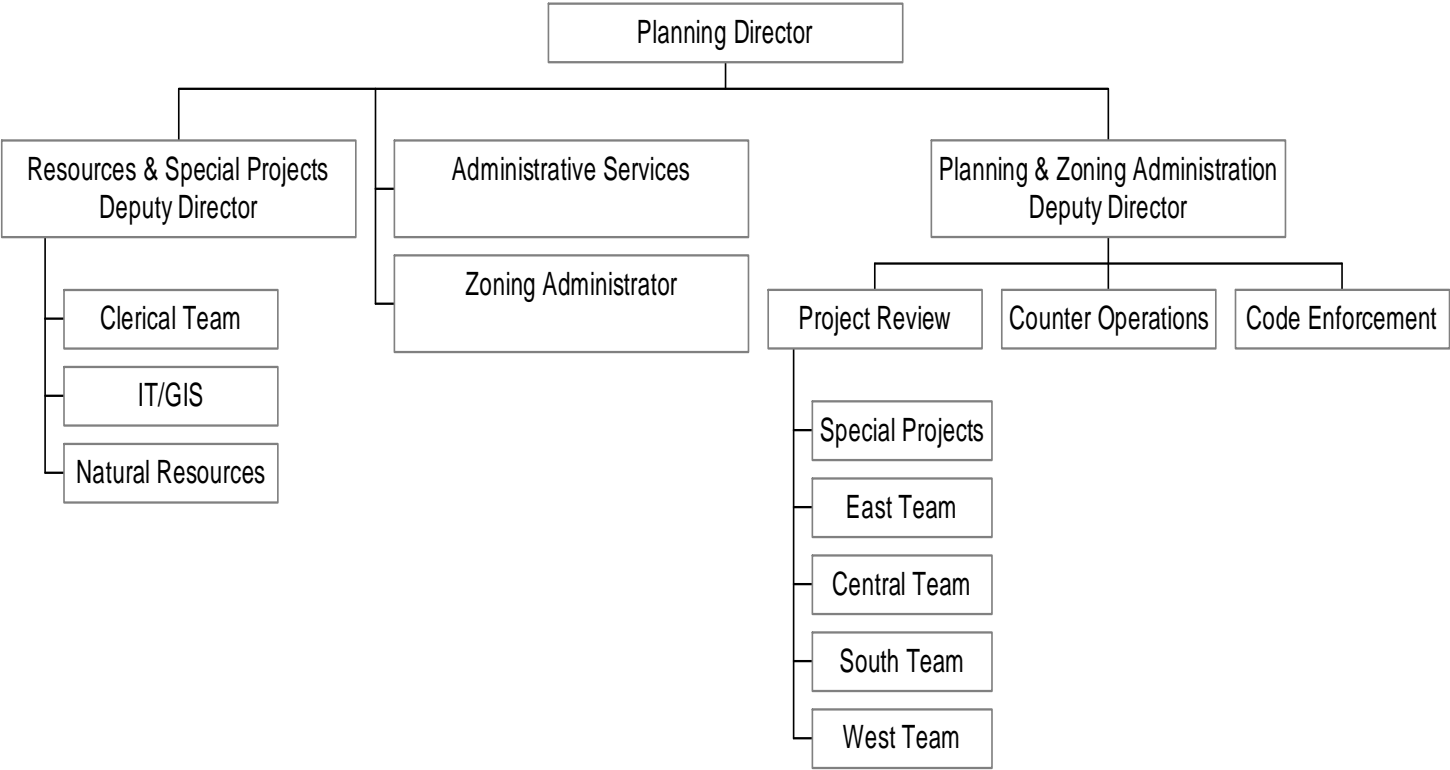 Planning Director
Resources & Special Projects
Deputy Director
Administrative Services
Planning & Zoning Administration
Deputy Director
Zoning Administrator
Clerical Team
IT/GIS
Natural Resources
Project Review
Counter Operations
Code Enforcement
Special Projects
East Team
Central Team
South Team
West Team